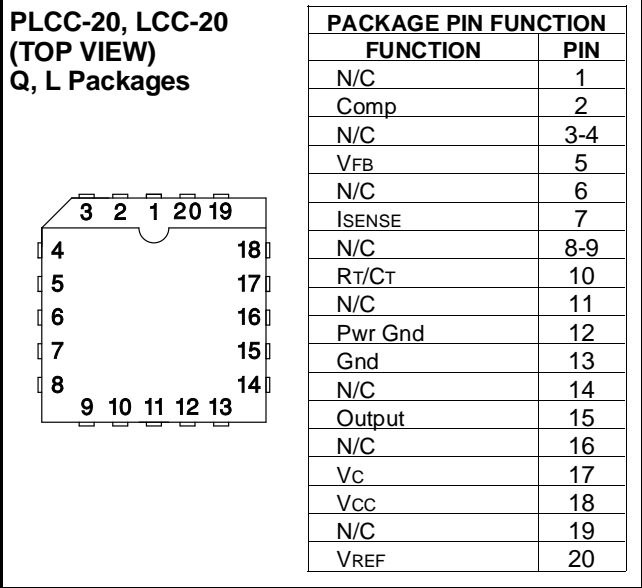 PLCC-20, LCC-20
(TOP VIEW)
Q, L Packages
3 2 1 20 19
4 18
5 17
6 16
7 15
8 14
9 10 11 12 13
PACKAGE PIN FUNCTION
FUNCTION PIN
N/C 1
Comp 2
N/C 3-4
VFB 5
N/C 6
ISENSE 7
N/C 8-9
RT/CT 10
N/C 11
Pwr Gnd 12
Gnd 13
N/C 14
Output 15
N/C 16
VC 17
VCC 18
N/C 19
VREF 20